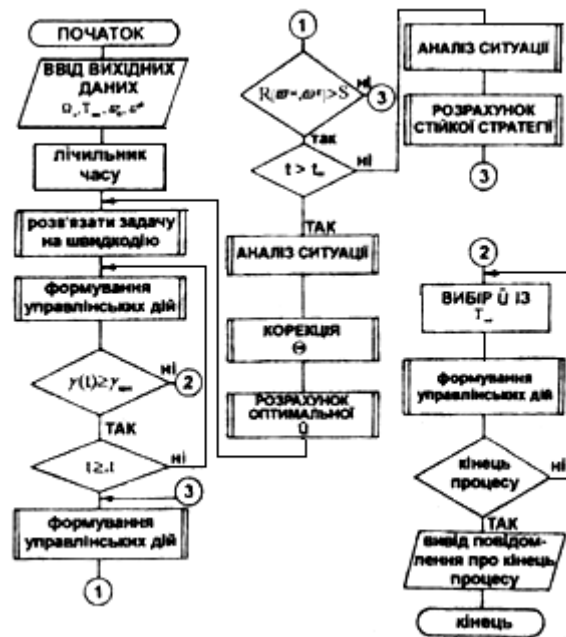 ПОЧАТОК
ВВІД ВИХІДНИХ
ДАНИХ
лічильник
часу
розв'язати задачу
на швидкодію
формування
управлінських дій
ні
2
ТАК
t≥.t
ні
3
формування
управлінських дій
1
1
>S
ні
3
так
t >
ні
ТАК
АНАЛІЗ СИТУАЦІЇ
КОРЕКЦІЯ
Θ
РОЗРАХУНОК
ОПТИМАЛЬНОЇ
АНАЛІЗ СИТУАЦІЇ
РОЗРАХУНОК
СТІЙКОЇ СТРАТЕГІЇ
3
2
ВИБІР Û ІЗ
формування
управлінських дій
кінець
процесу
ні
ТАК
вивід повідом-
лення про кінець
процесу
кінець